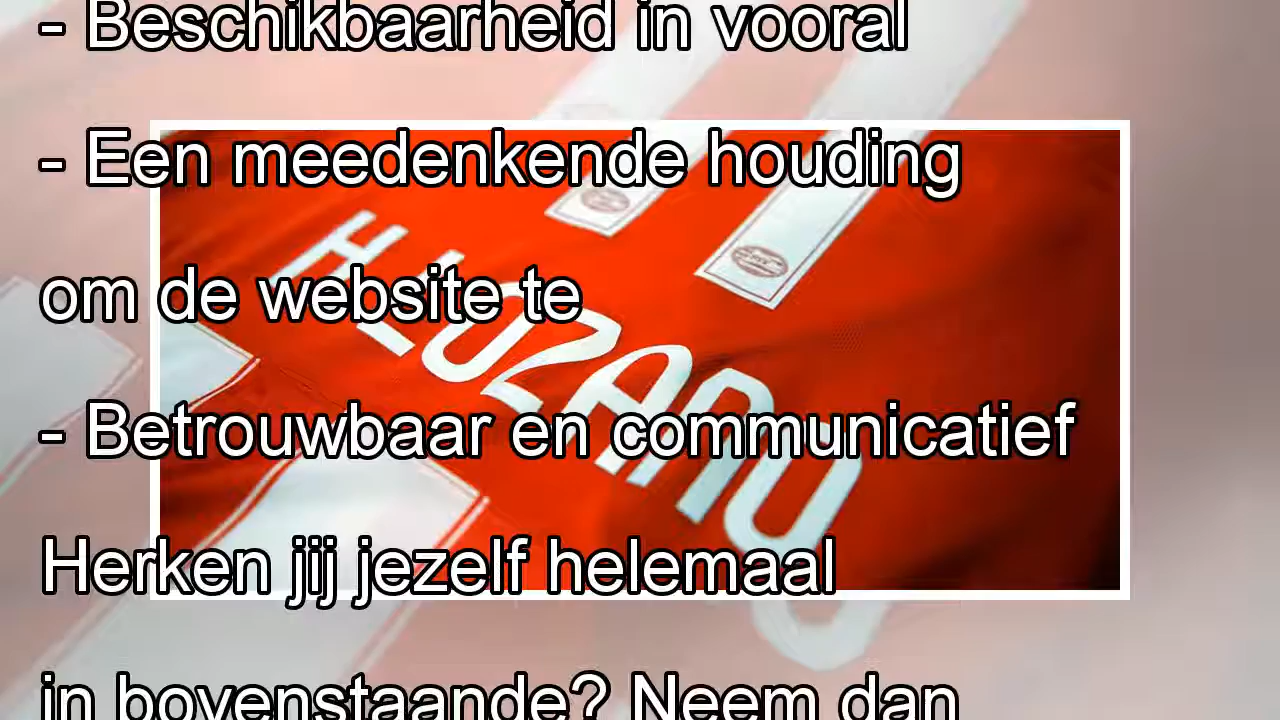 - Beschikbaarheid in vooral
- Een meedenkende houding
om de website te
- Betrouwbaar en communicatief
Herken jij jezelf helemaal
in bovenstaande? Neem dan
H. LOZANO